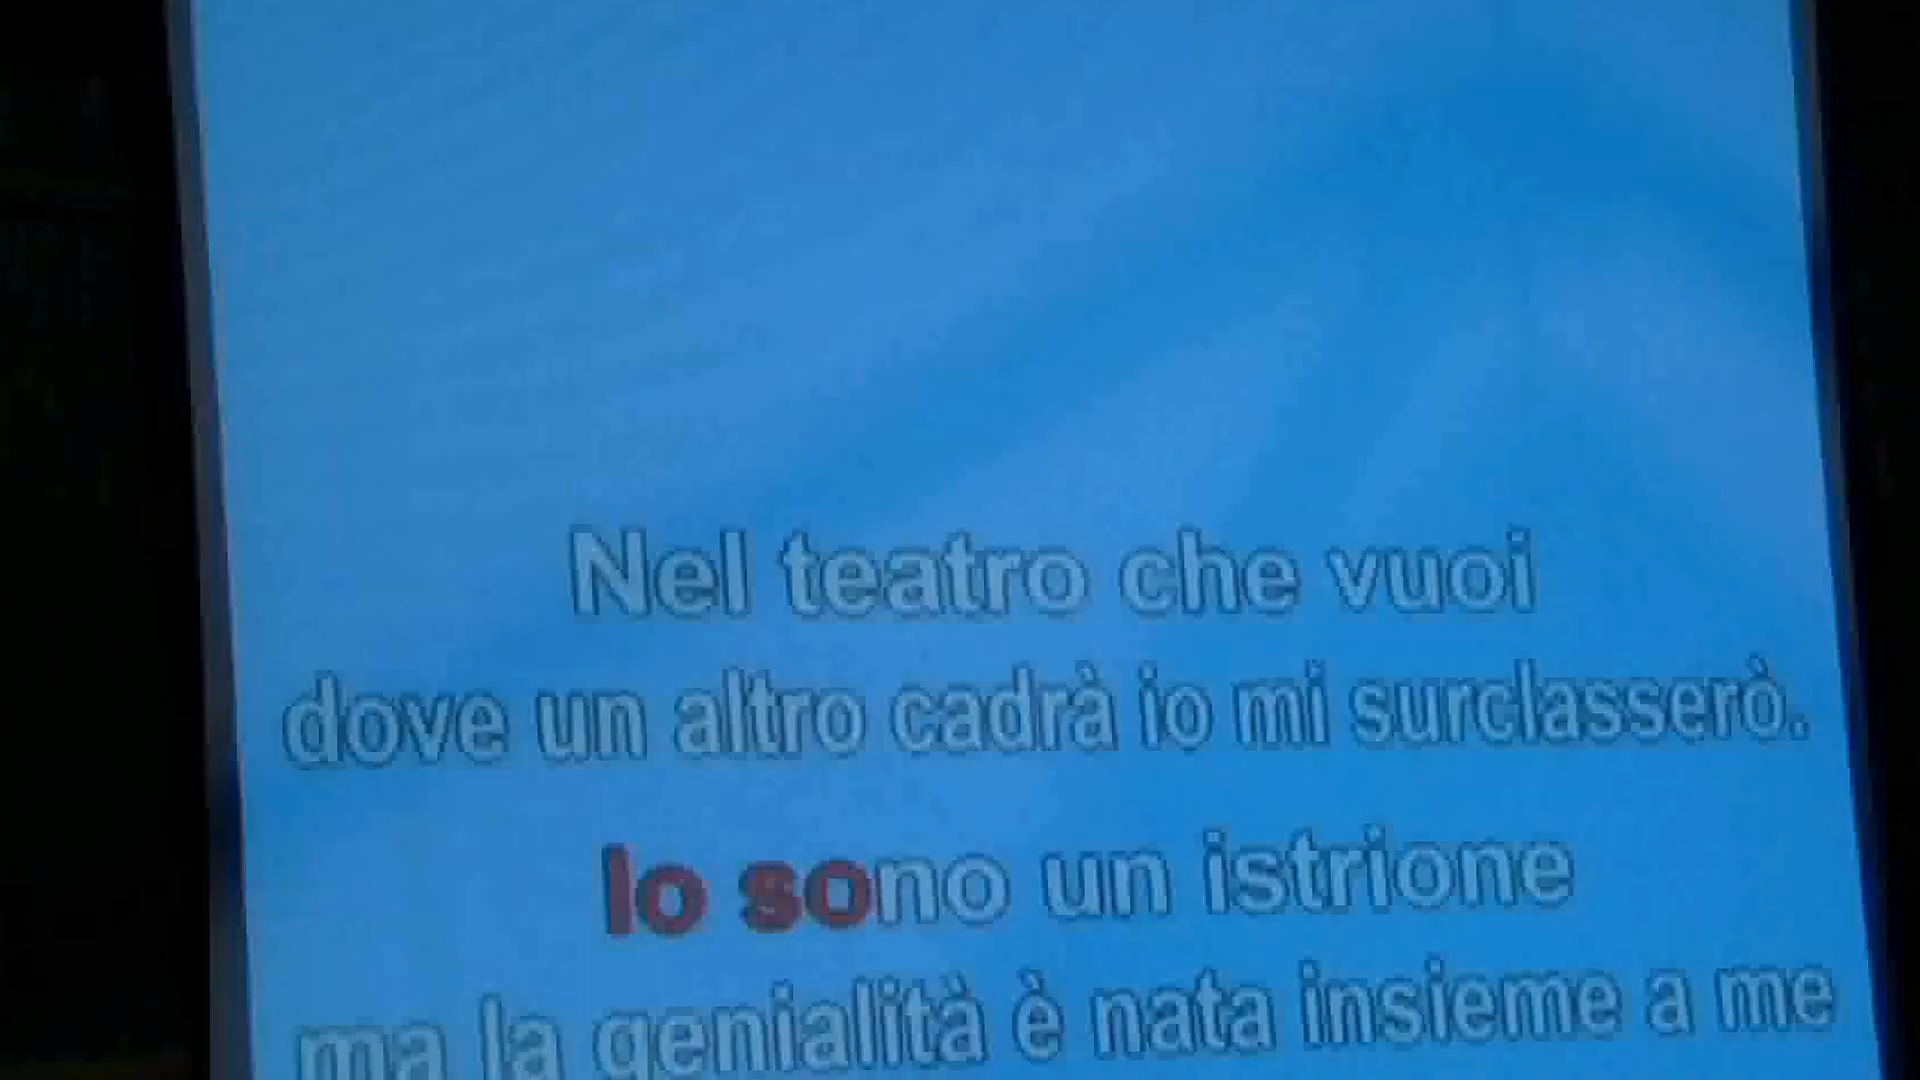 Nel teatro che vuoi
dove un altro cadrà io mi surclasserò.
Io sono un istrione
ma la genialità è nata insieme a me